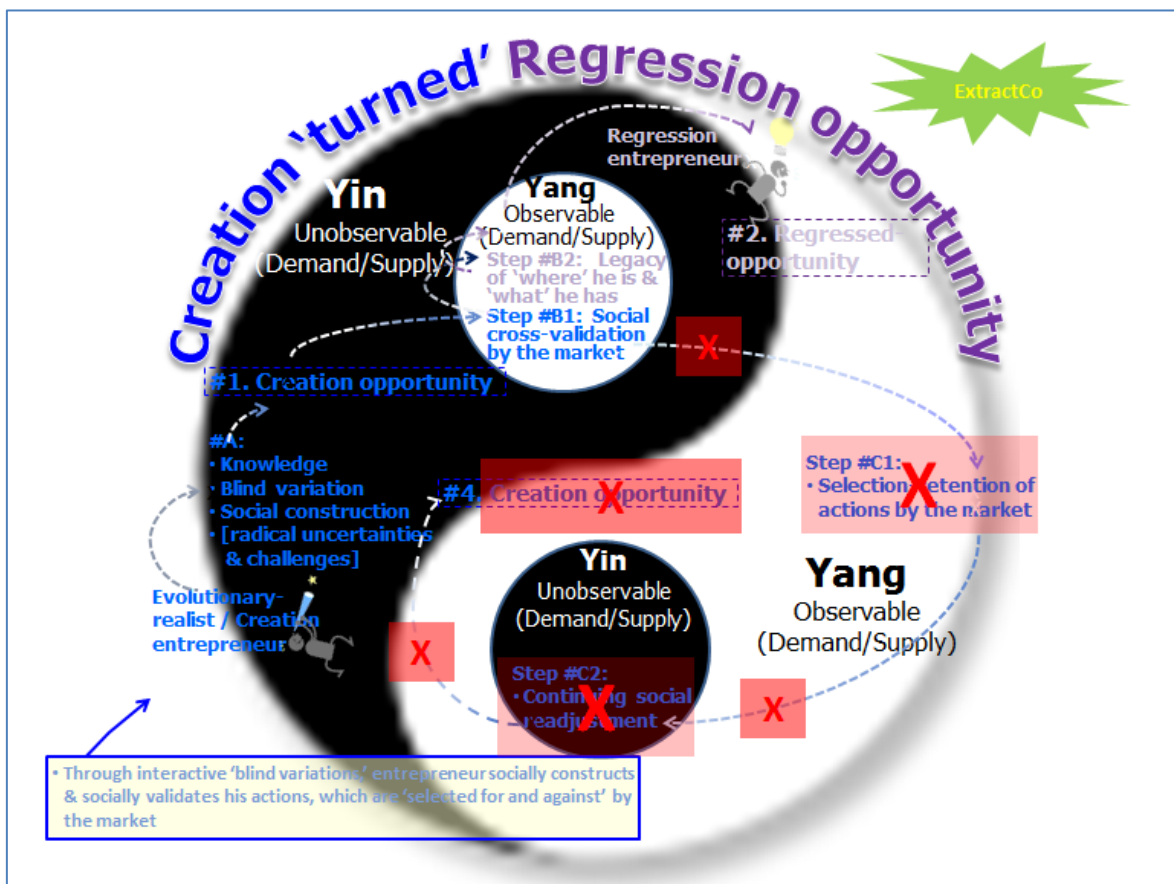 Creation ‘turned’ Regression opportunity
ExtractCo
Regression
entrepreneur
Yin
Unobservable
(Demand/Supply)
Yang
Observable
(Demand/Supply)
Step #B2: Legacy
of ‘where’ he is &
‘what’ he has
Step #B1: Social
cross-validation
by the market
#2. Regressed-
opportunity
X
#1. Creation opportunity
#A:
· Knowledge
· Blind variation
· Social construction
· [radical uncertainties
& challenges]
Evolutionary-
realist / Creation
entrepreneur
#4. Creation opportunity
X
Step #C1:
· Selection-retention of
actions by the market
X
Yin
Unobservable
(Demand/Supply)
Yang
Observable
(Demand/Supply)
X
Step #C2:
· Continuing social
readjustment
X
X
· Through interactive ‘blind variations,’ entrepreneur socially constructs
& socially validates his actions, which are ‘selected for and against’ by
the market